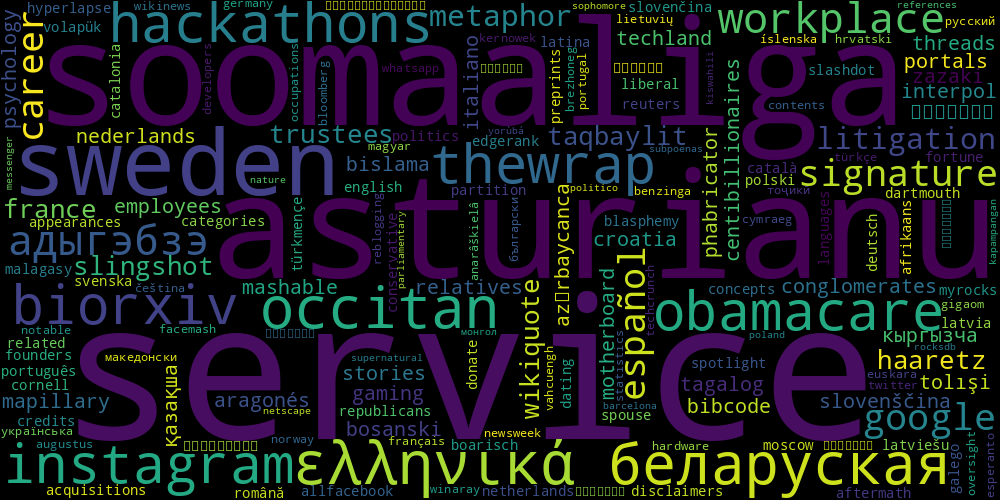 hyperlapse wikinews germany sophomore slovenčina references
volapük hackathons metaphor lietuvių workplace русский
psychology career soomaaliga kernowek techland íslenska hrvatski threads
catalonia developers occupations bloomberg whatsapp italiano latina preprints brezhoneg portugal liberal reuters kiswahili slashdot portals zazaki interpol contents
messenger nederlands trustees politics yorùbá edgerank taqbaylit subpoenas litigation
sweden magyar bislama thewrap català türkçe fortune
nature english partition politico benzinga polski signature dartmouth
france employees appearances categories asturianu blasphemy phabricator centibillionaires точики
адыгэбзэ türkmençe reblogging conservative parliamentary anarâškielâ български croatia cymraeg languages deutsch afrikaans kapampangan
malagasy slingshot relatives
svenska čeština mashable motherboard español techcrunch concepts conglomerates myrocks
biorxiv occitan wikiquote obamacare gigaom
notable facemash service монгол statistics poland latvia
related македонски rocksdb кыргызча
founders supernatural stories donate vahcuengh dating spotlight haaretz
português euskara
cornell қазақша gaming tagalog twitter толышi
mapillary aragonés republicans barcelona spouse bibcode slovenščina
credits netscape bosanski newsweek google
українська
augustus norway français boarisch hardware moscow latviešu galego oversight esperanto
instagram ελληνικά беларуская
acquisitions română allfacebook winaray netherlands disclaimers aftermath